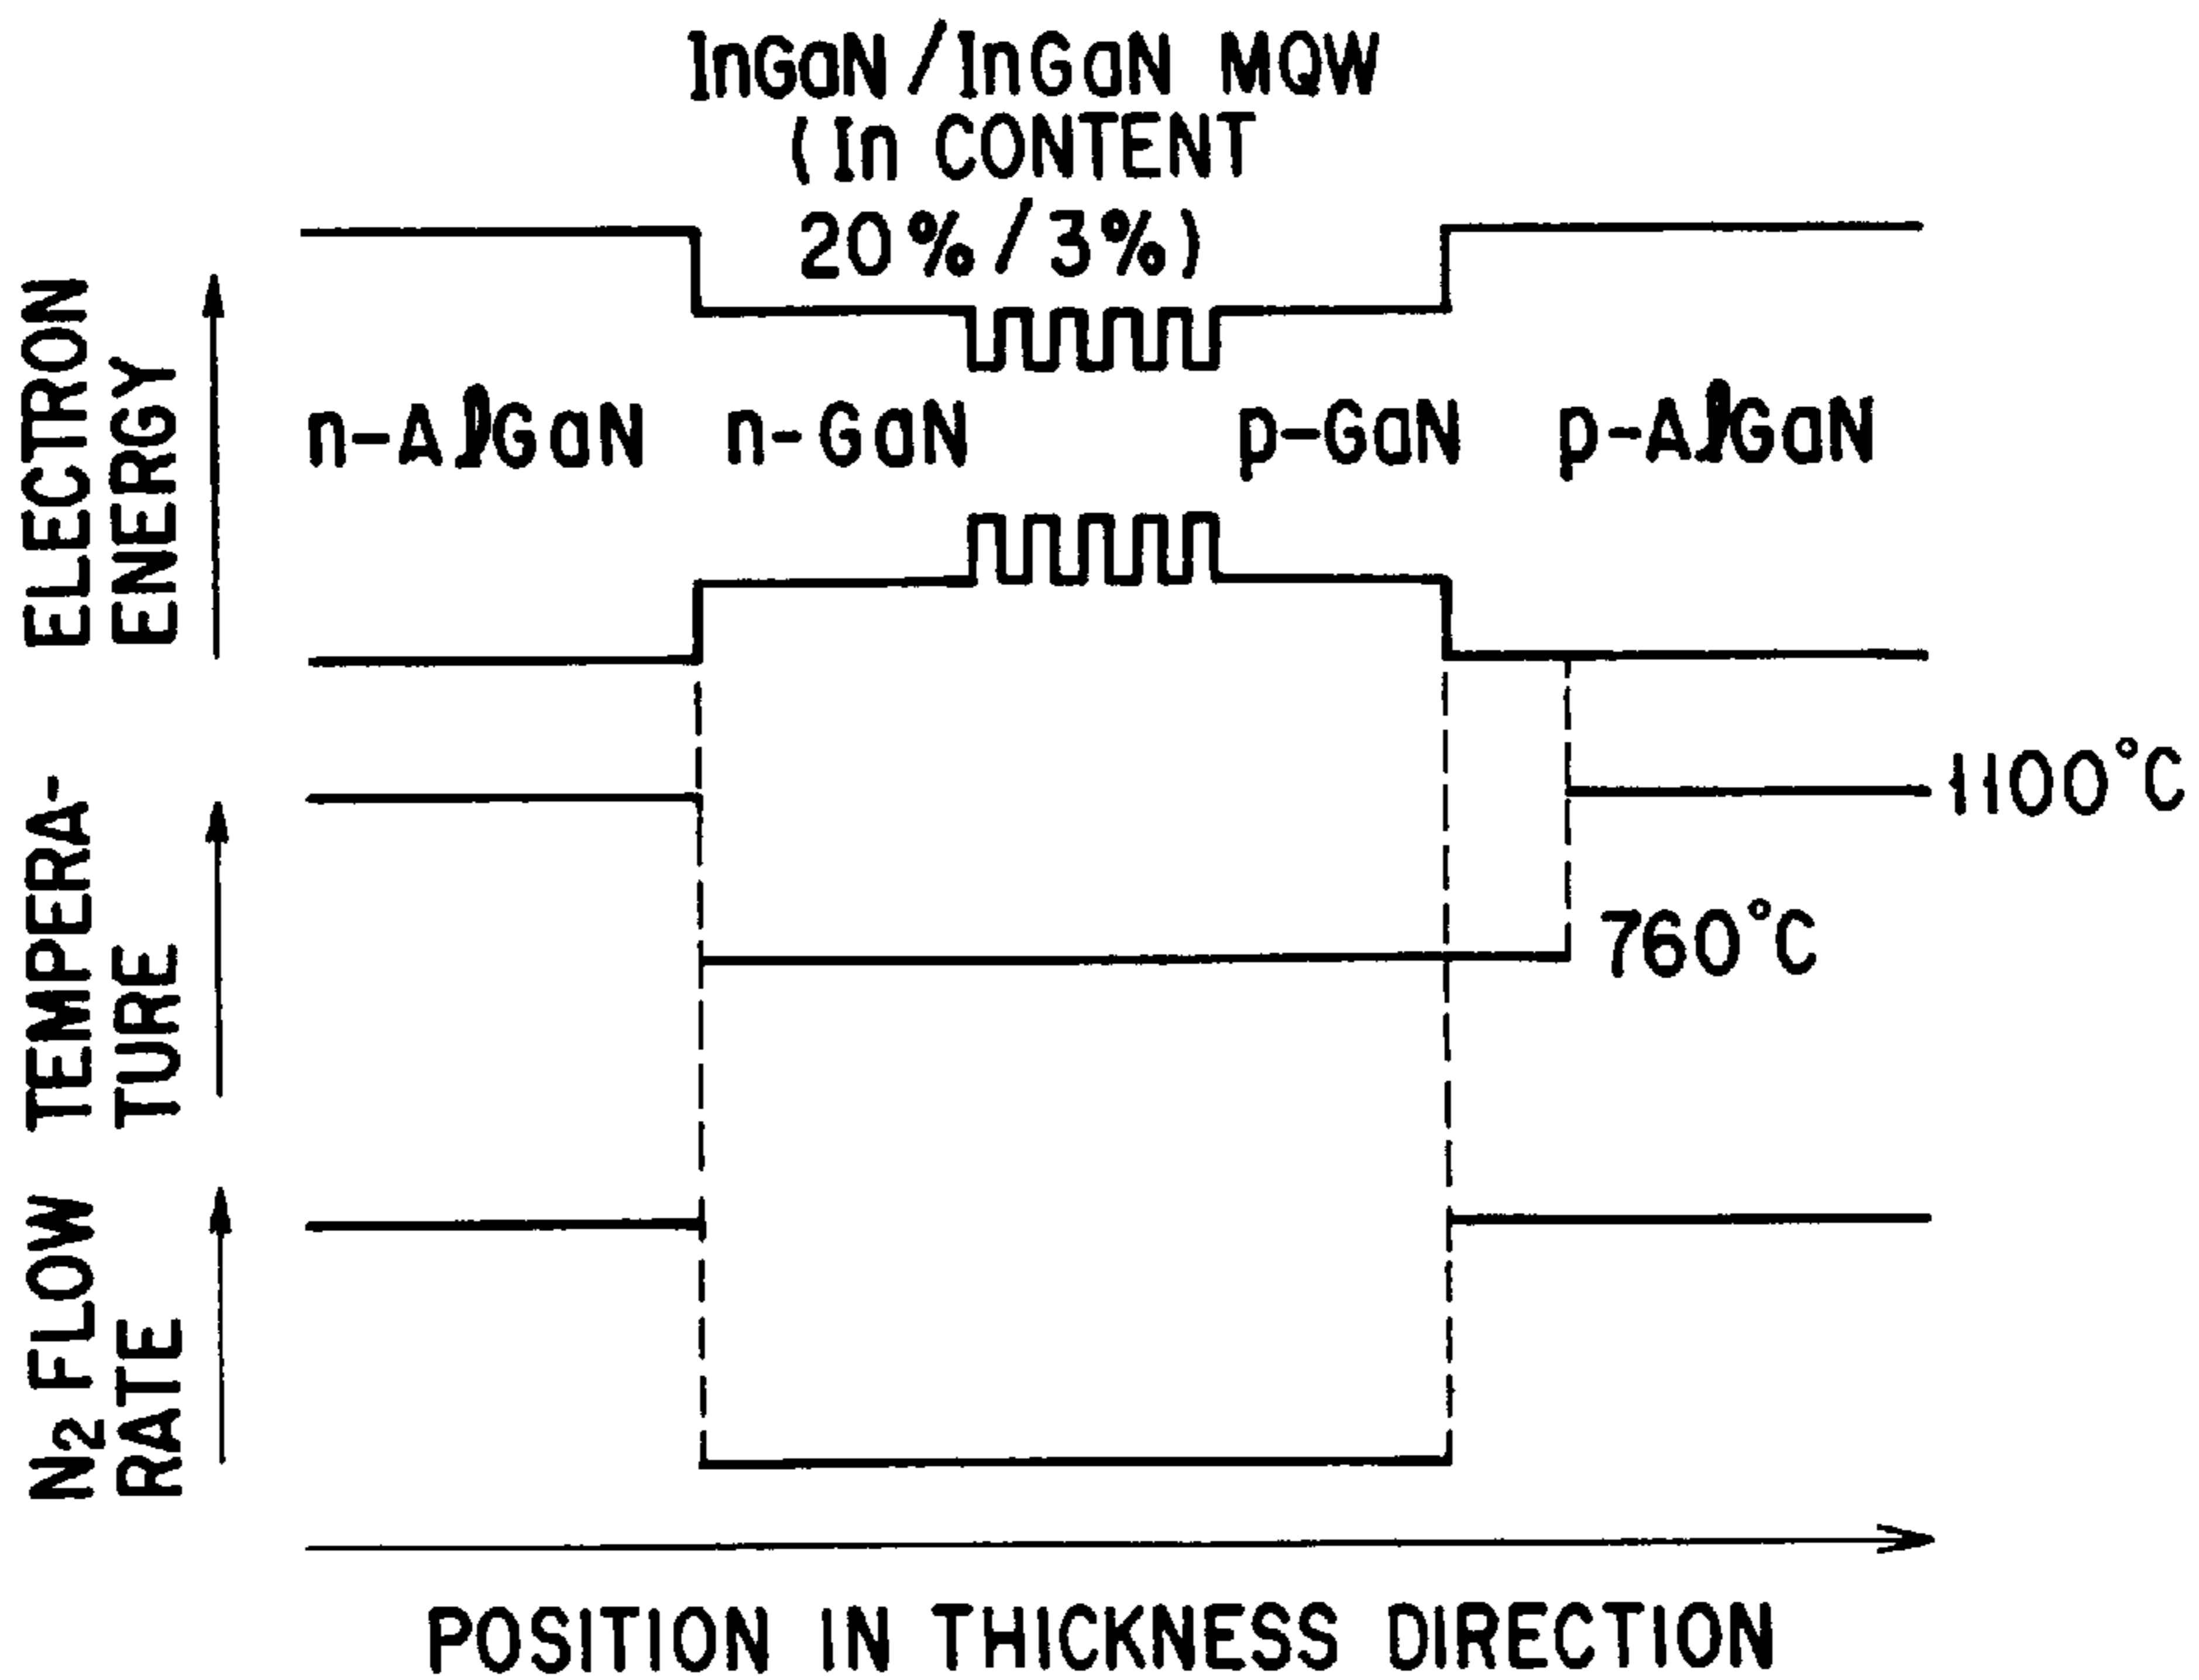 InGaN/InGaN MQW
(In CONTENT
20%/3%)
ELECTRON
ENERGY
n-AlGaN n-GaN p-GaN p-AlGaN
TEMPERA-
TURE
1100°C
760°C
N2 FLOW
RATE
POSITION IN THICKNESS DIRECTION